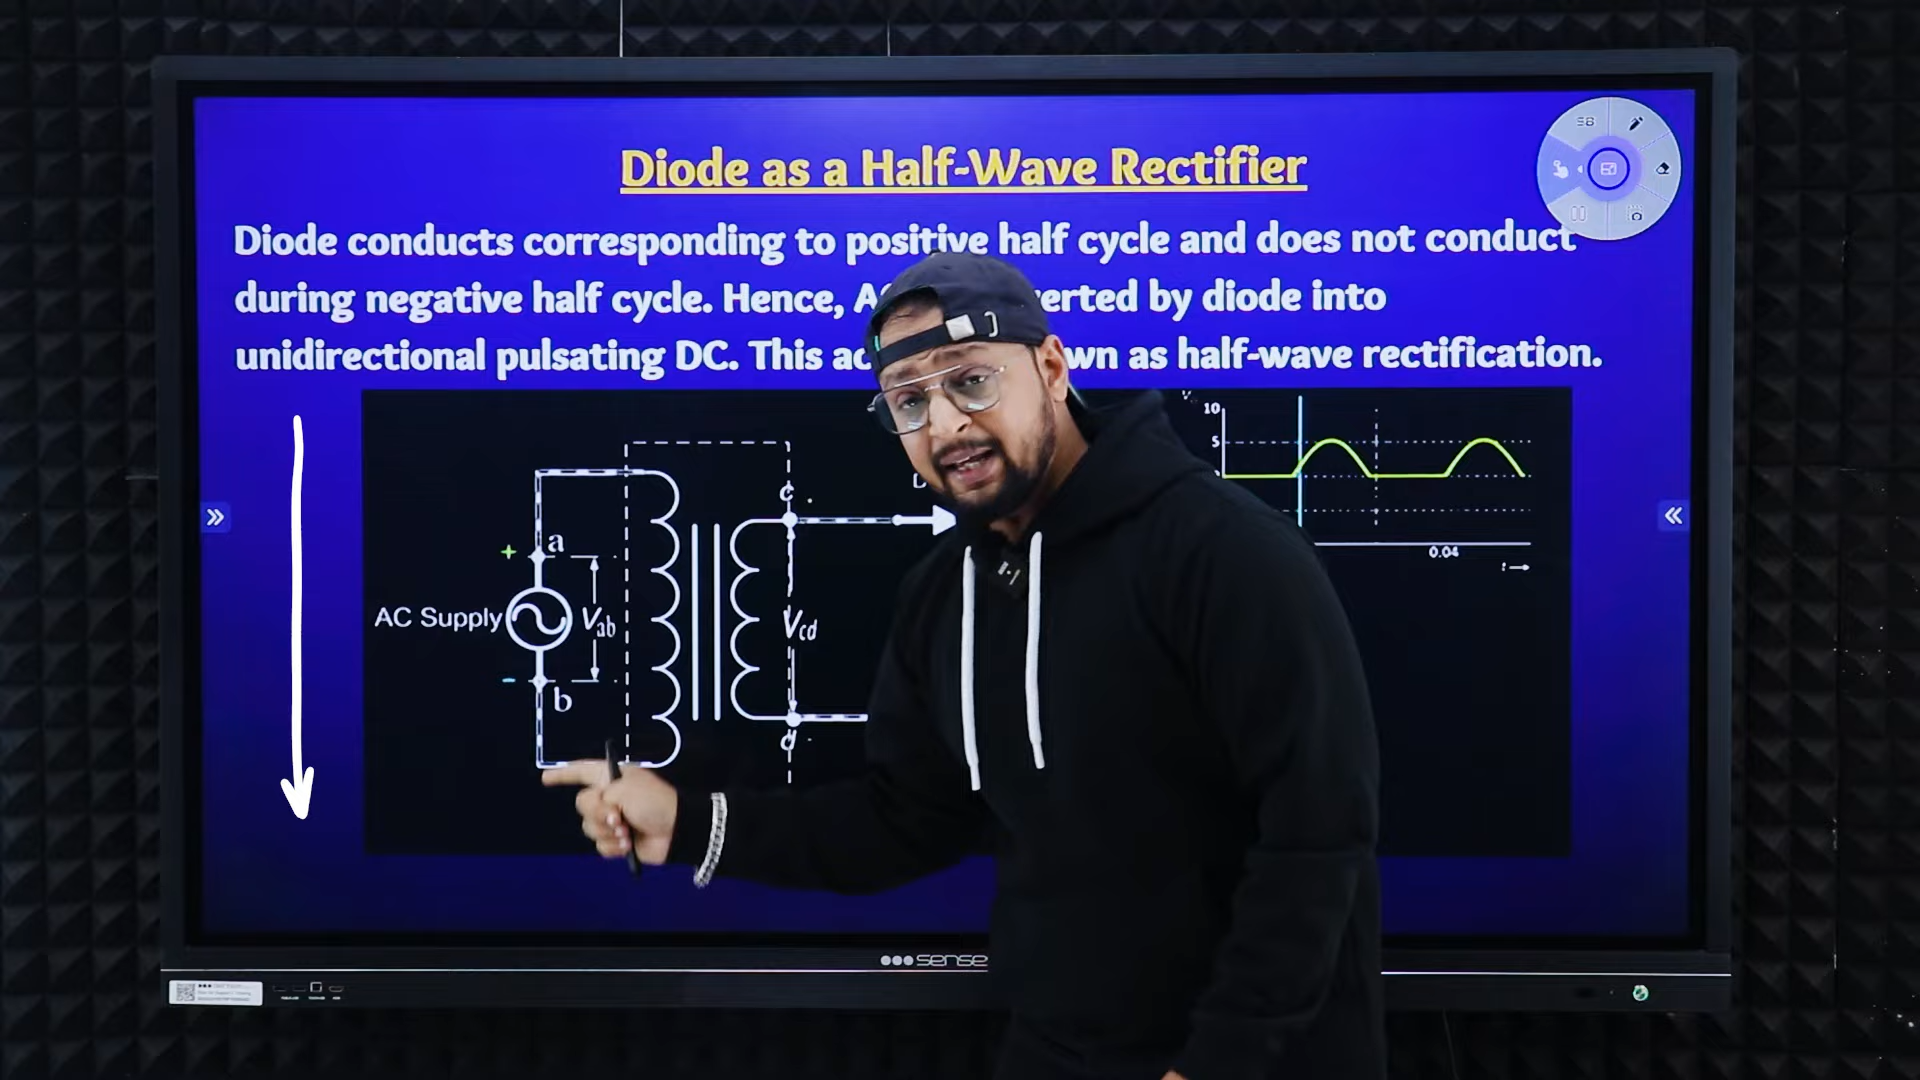 Diode as a Half-Wave Rectifier
Diode conducts corresponding to positive half cycle and does not conduct
during negative half cycle. Hence, A erted by diode into
unidirectional pulsating DC. This ac wn as half-wave rectification.
10
5
c
D
+
a
0.04
t
AC Supply
Vab
Vcd
-
b
d
sense